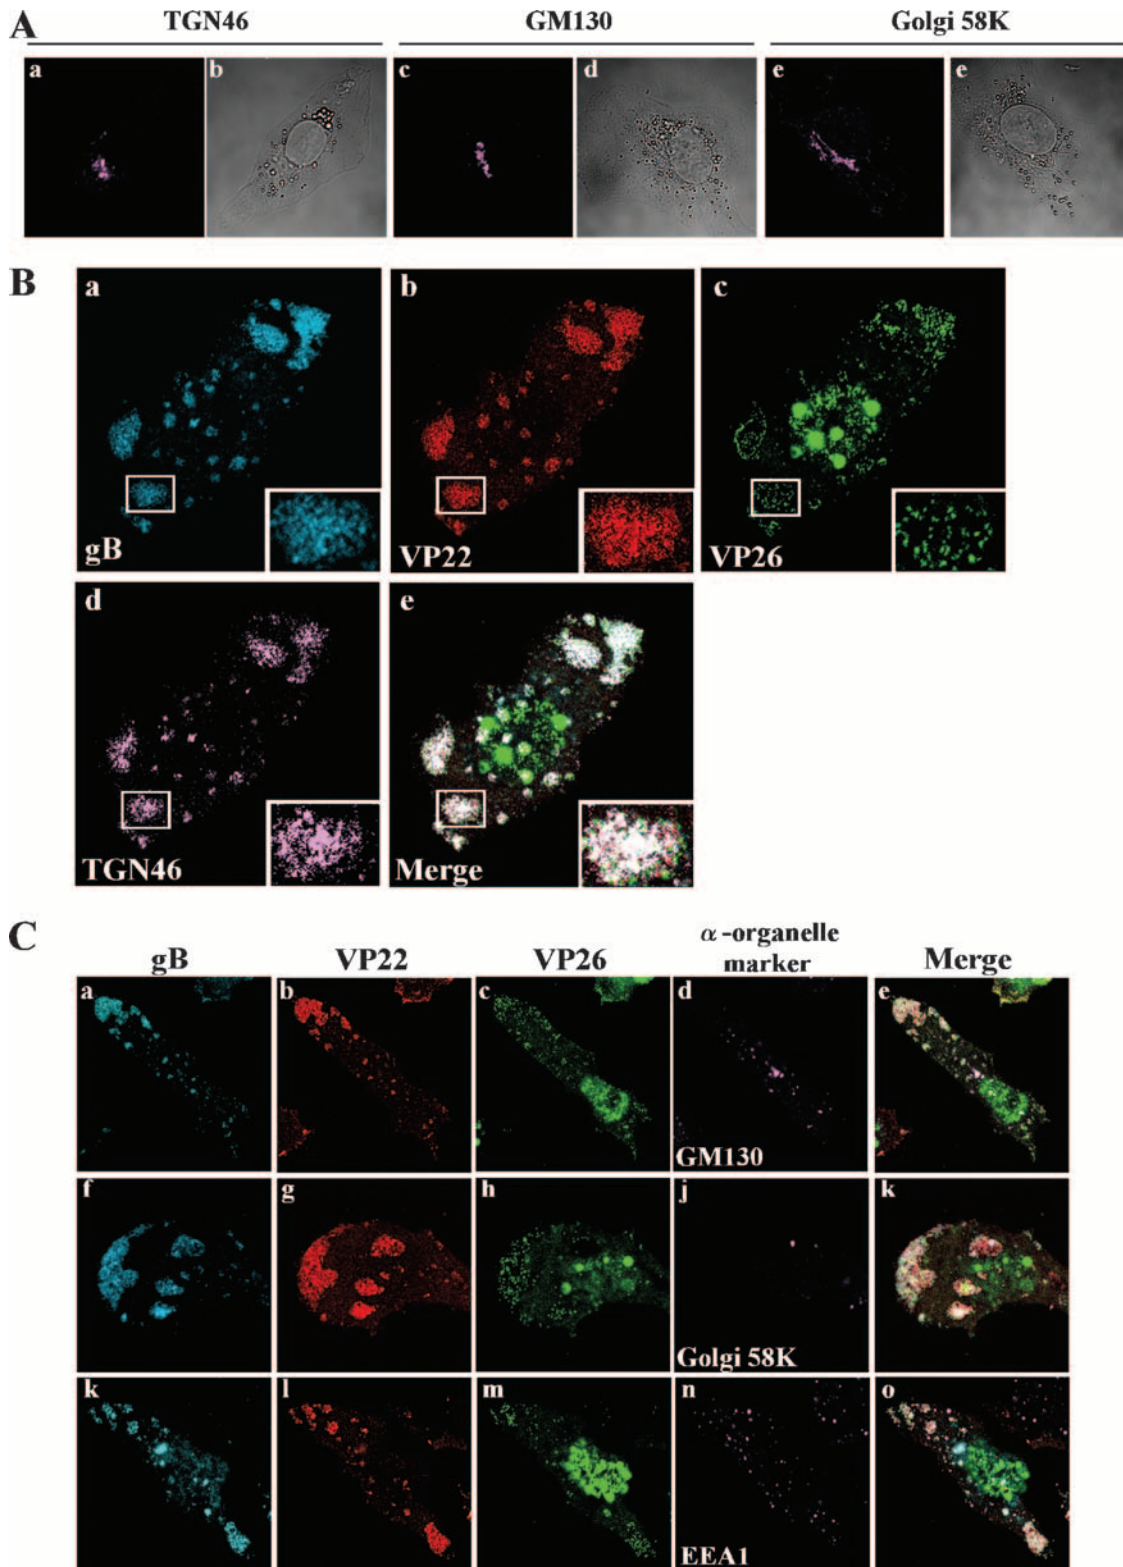 A
TGN46 GM130 Golgi 58K
a b c d e e
B
a b c
gB VP22 VP26
d e
TGN46 Merge
C
α-organelle
gB VP22 VP26 marker Merge
a b c d e
GM130
f g h j k
Golgi 58K
k l m n o
EEA1